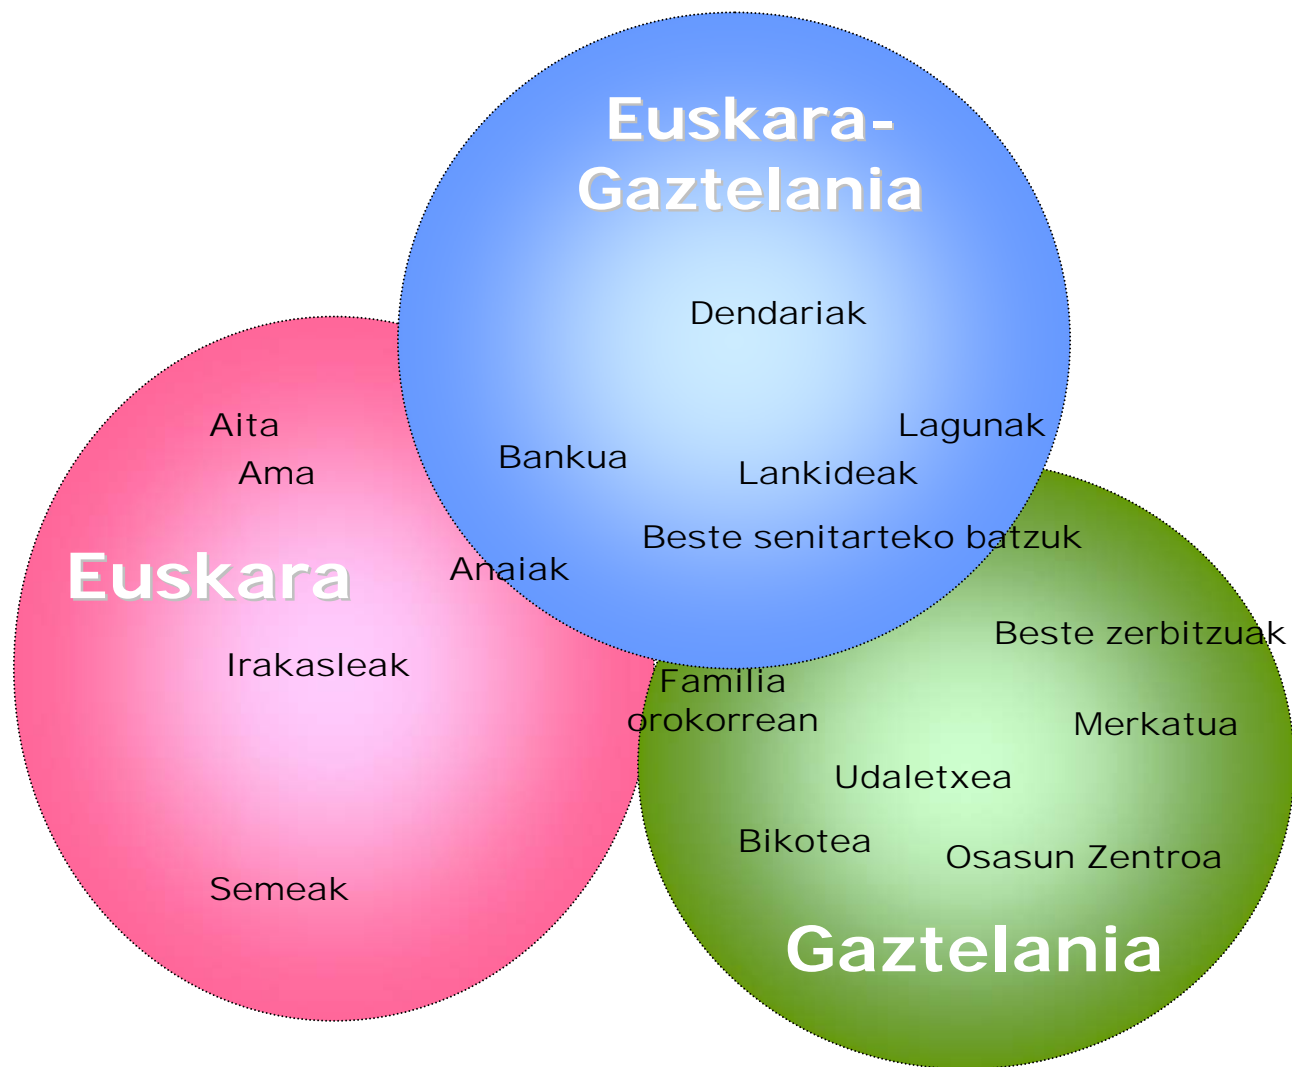 Euskara-
Gaztelania
Dendariak
Aita
Lagunak
Bankua
Ama
Lankideak
Beste senitarteko batzuk
Anaiak
Euskara
Beste zerbitzuak
Irakasleak
Familia
orokorrean
Merkatua
Udaletxea
Bikotea
Osasun Zentroa
Semeak
Gaztelania